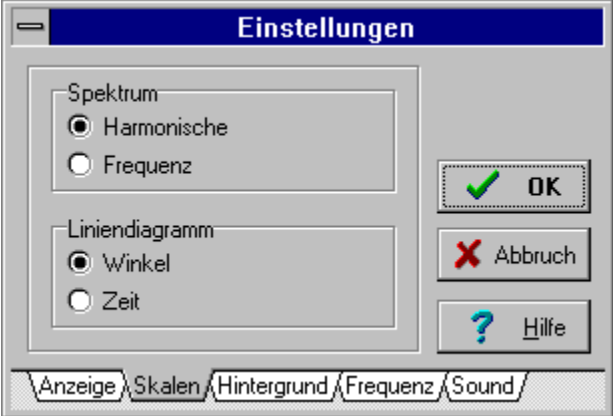 Einstellungen
Spektrum
Harmonische
Frequenz
Liniendiagramm
Winkel
Zeit
OK
Abbruch
? Hilfe
Anzeige Skalen Hintergrund Frequenz Sound